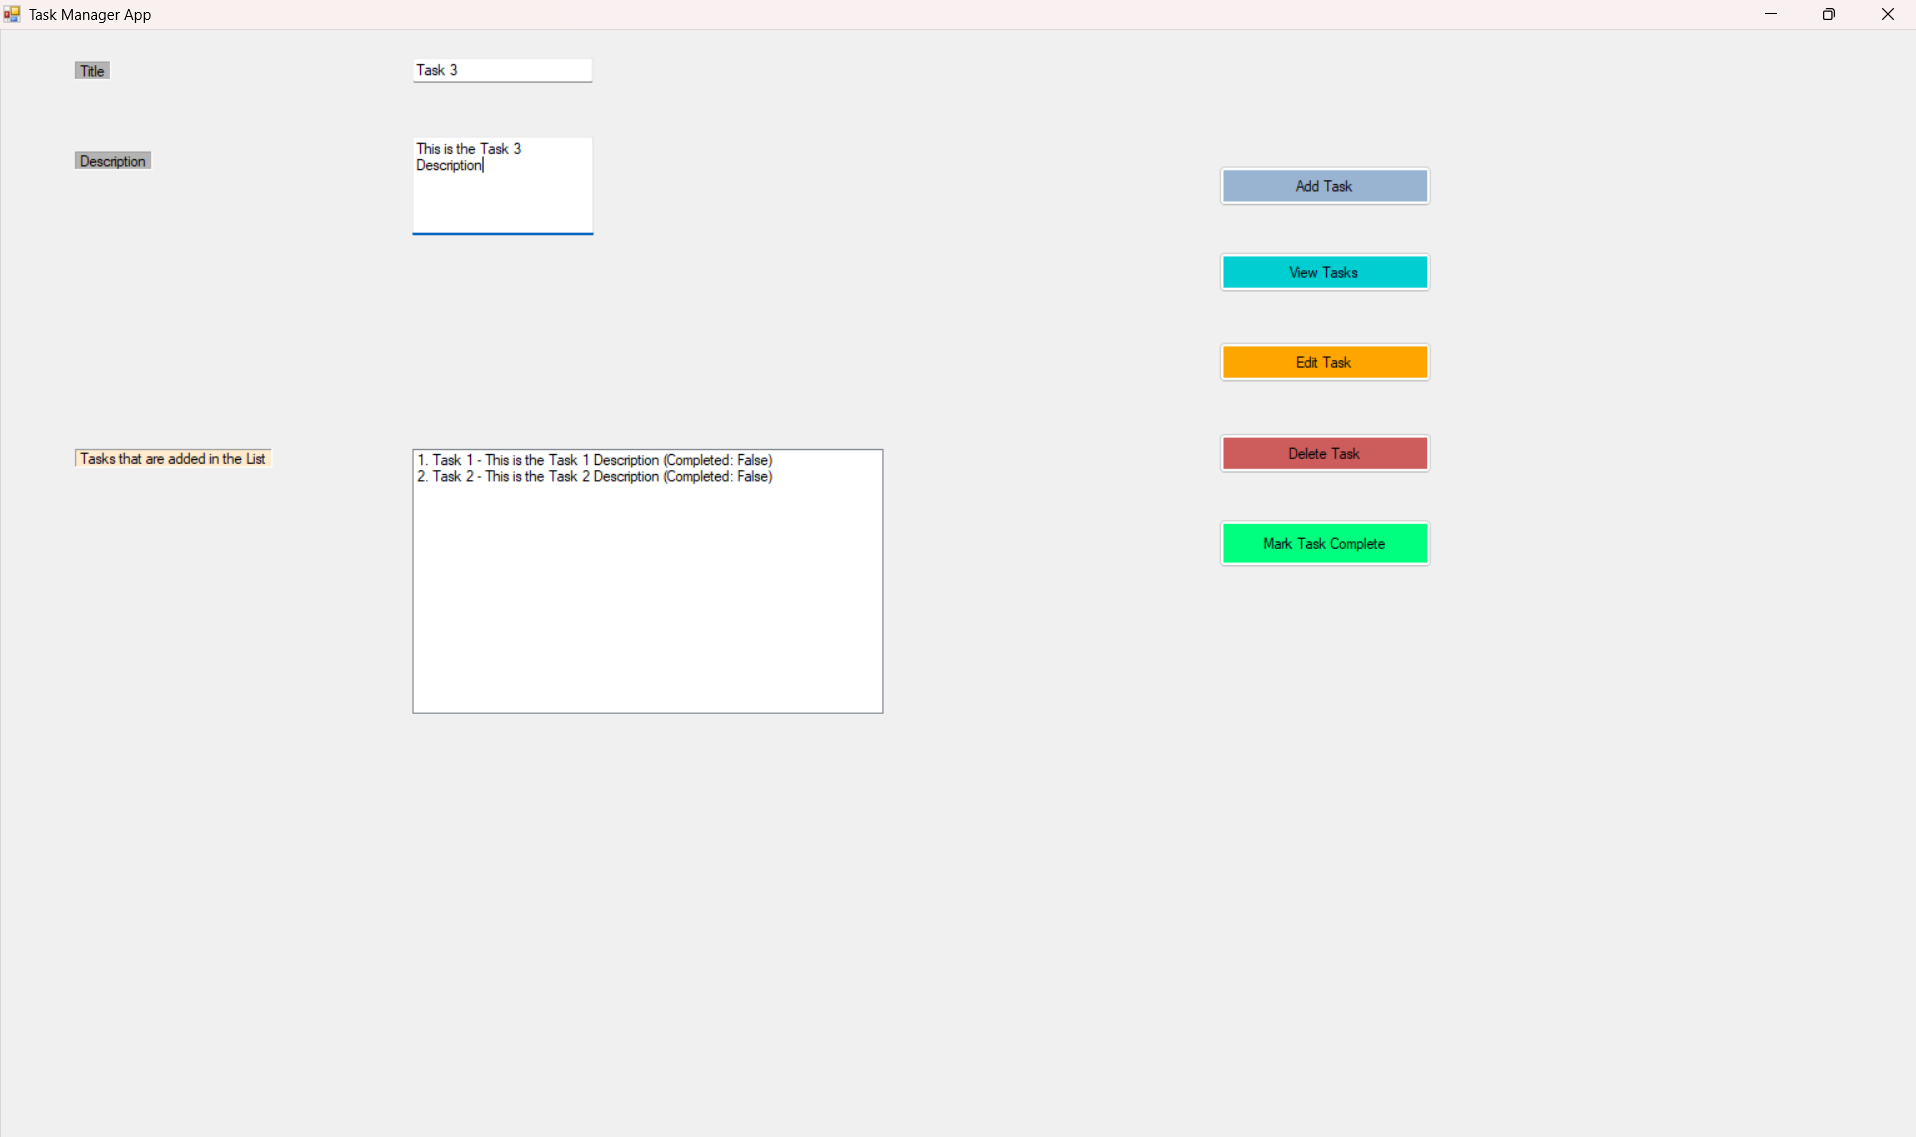 Task Manager App
Title
Task 3
Description
This is the Task 3
Description
Add Task
View Tasks
Edit Task
Tasks that are added in the List
1. Task 1 - This is the Task 1 Description (Completed: False)
2. Task 2 - This is the Task 2 Description (Completed: False)
Delete Task
Mark Task Complete